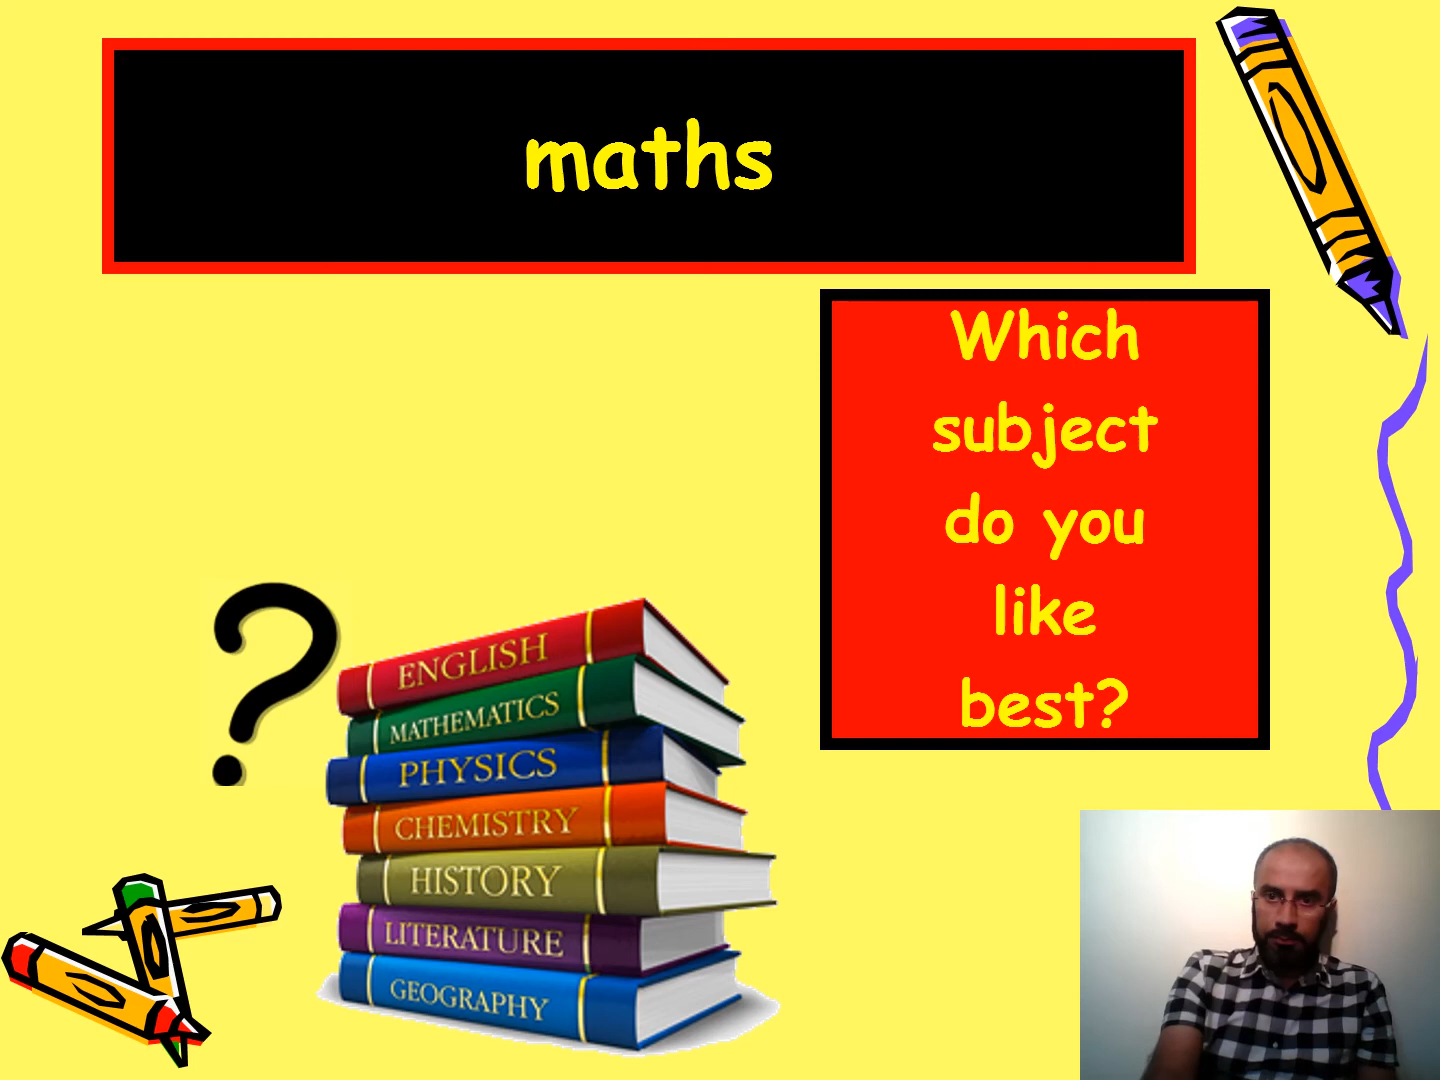 maths
Which
subject
do you
like
best?
ENGLISH
MATHEMATICS
PHYSICS
CHEMISTRY
HISTORY
LITERATURE
GEOGRAPHY
?